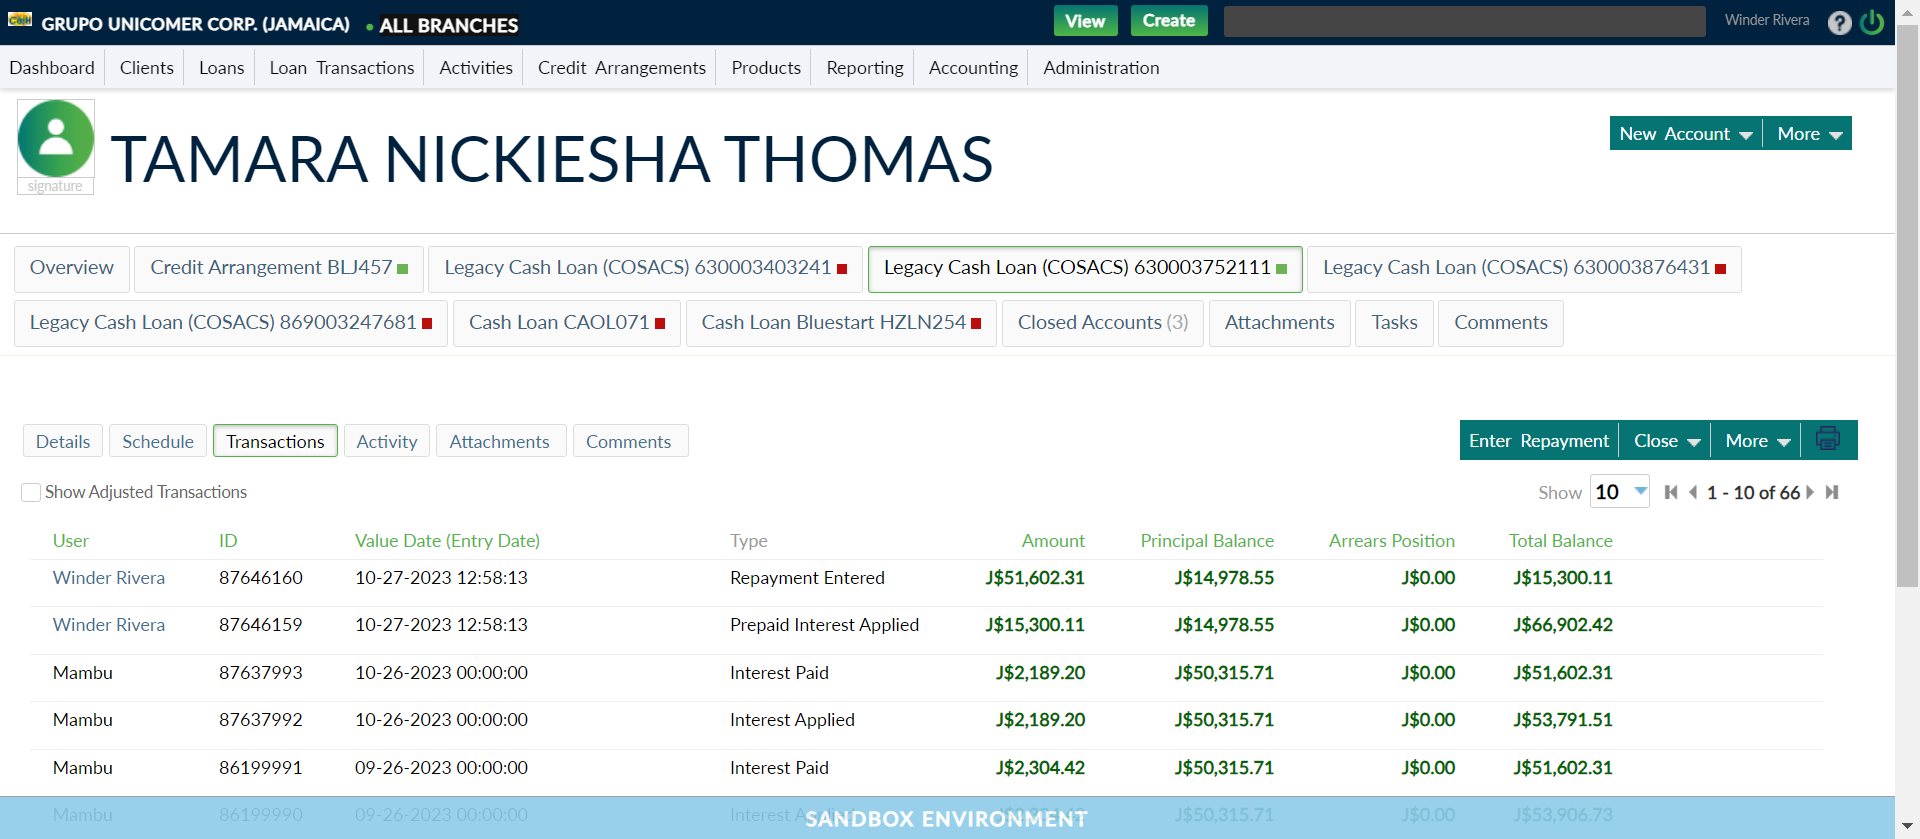 CASH
GRUPO UNICOMER CORP. (JAMAICA) • ALL BRANCHES View Create Winder Rivera ?
Dashboard Clients Loans Loan Transactions Activities Credit Arrangements Products Reporting Accounting Administration
signature
TAMARA NICKIESHA THOMAS
New Account More
Overview Credit Arrangement BLJ457 Legacy Cash Loan (COSACS) 630003403241 Legacy Cash Loan (COSACS) 630003752111 Legacy Cash Loan (COSACS) 630003876431
Legacy Cash Loan (COSACS) 869003247681 Cash Loan CAOL071 Cash Loan Bluestart HZLN254 Closed Accounts (3) Attachments Tasks Comments
Details Schedule Transactions Activity Attachments Comments Enter Repayment Close More
Show Adjusted Transactions Show 10 1 - 10 of 66
User ID Value Date (Entry Date) Type Amount Principal Balance Arrears Position Total Balance
Winder Rivera 87646160 10-27-2023 12:58:13 Repayment Entered J$51,602.31 J$14,978.55 J$0.00 J$15,300.11
Winder Rivera 87646159 10-27-2023 12:58:13 Prepaid Interest Applied J$15,300.11 J$14,978.55 J$0.00 J$66,902.42
Mambu 87637993 10-26-2023 00:00:00 Interest Paid J$2,189.20 J$50,315.71 J$0.00 J$51,602.31
Mambu 87637992 10-26-2023 00:00:00 Interest Applied J$2,189.20 J$50,315.71 J$0.00 J$53,791.51
Mambu 86199991 09-26-2023 00:00:00 Interest Paid J$2,304.42 J$50,315.71 J$0.00 J$51,602.31
Mambu 86199990 09-26-2023 00:00:00 Interest J$50,315.71 J$0.00 J$53,906.73
SANDBOX ENVIRONMENT